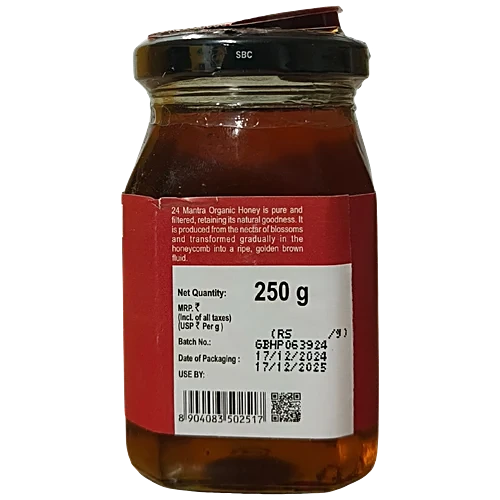 SBC
24 Mantra Organic Honey is pure and
filtered, retaining its natural goodness. It
is produced from the nectar of blossoms
and transformed gradually in the
honeycomb into a ripe, golden brown
fluid.
Net Quantity: 250 g
MRP. ₹
(Incl. of all taxes)
(USP ₹ Per g) (RS /g)
Batch No.: GBHP063924
Date of Packaging : 17/12/2024
USE BY: 17/12/2025
8 904083 502517